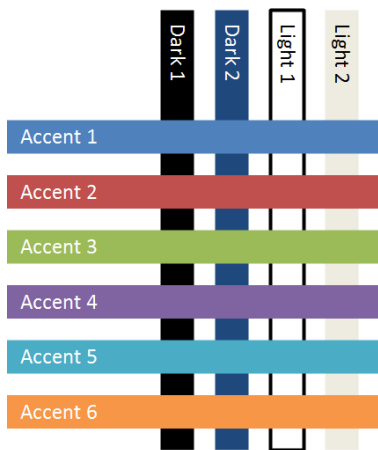 Dark 1
Dark 2
Light 1
Light 2
Accent 1
Accent 2
Accent 3
Accent 4
Accent 5
Accent 6